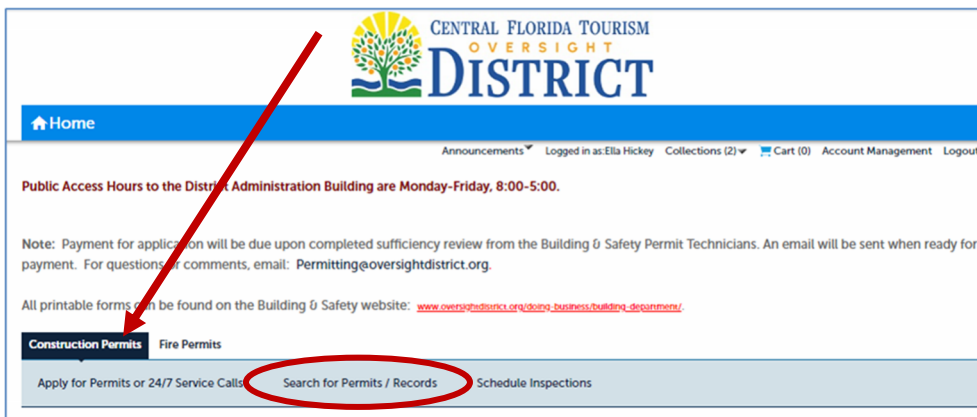 CENTRAL FLORIDA TOURISM
OVERSIGHT
DISTRICT
Home
Announcements Logged in as:Ella Hickey Collections (2) Cart (0) Account Management Logout
Public Access Hours to the District Administration Building are Monday-Friday, 8:00-5:00.
Note: Payment for application will be due upon completed sufficiency review from the Building & Safety Permit Technicians. An email will be sent when ready for
payment. For questions or comments, email: Permitting@oversightdistrict.org.
All printable forms can be found on the Building & Safety website: www.oversightdistrict.org/doing-business/building-department/.
Construction Permits Fire Permits
Apply for Permits or 24/7 Service Calls Search for Permits / Records Schedule Inspections